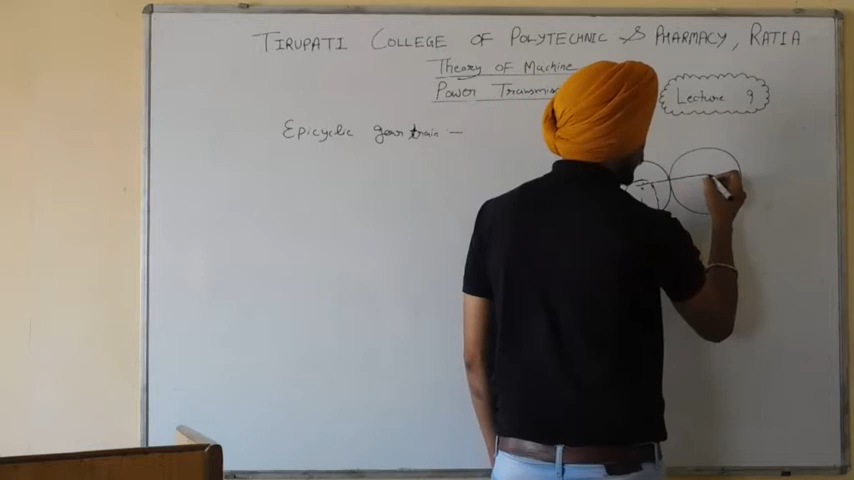 TIRUPATI COLLEGE OF POLYTECHNIC & PHARMACY, RATIA
Theory OF Machine
Power
Lecture 9
Epicyclic gear train —